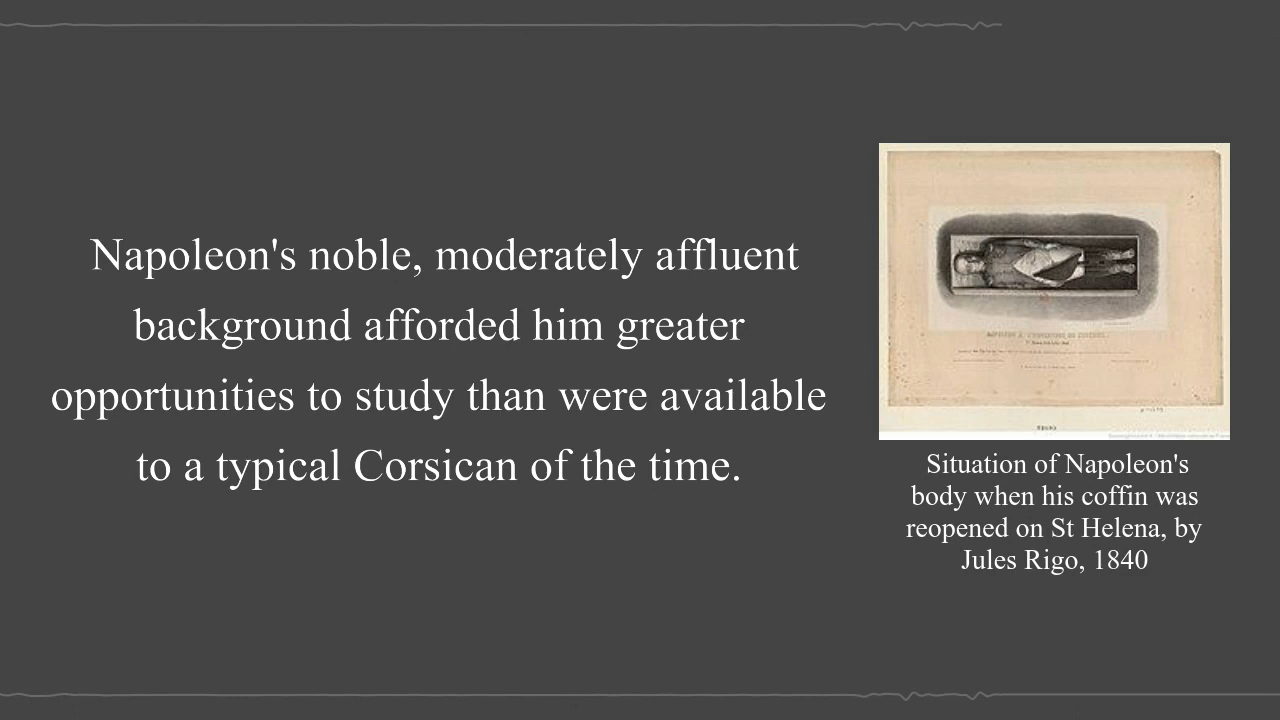 Napoleon's noble, moderately affluent
background afforded him greater
opportunities to study than were available
to a typical Corsican of the time.
Situation of Napoleon's
body when his coffin was
reopened on St Helena, by
Jules Rigo, 1840